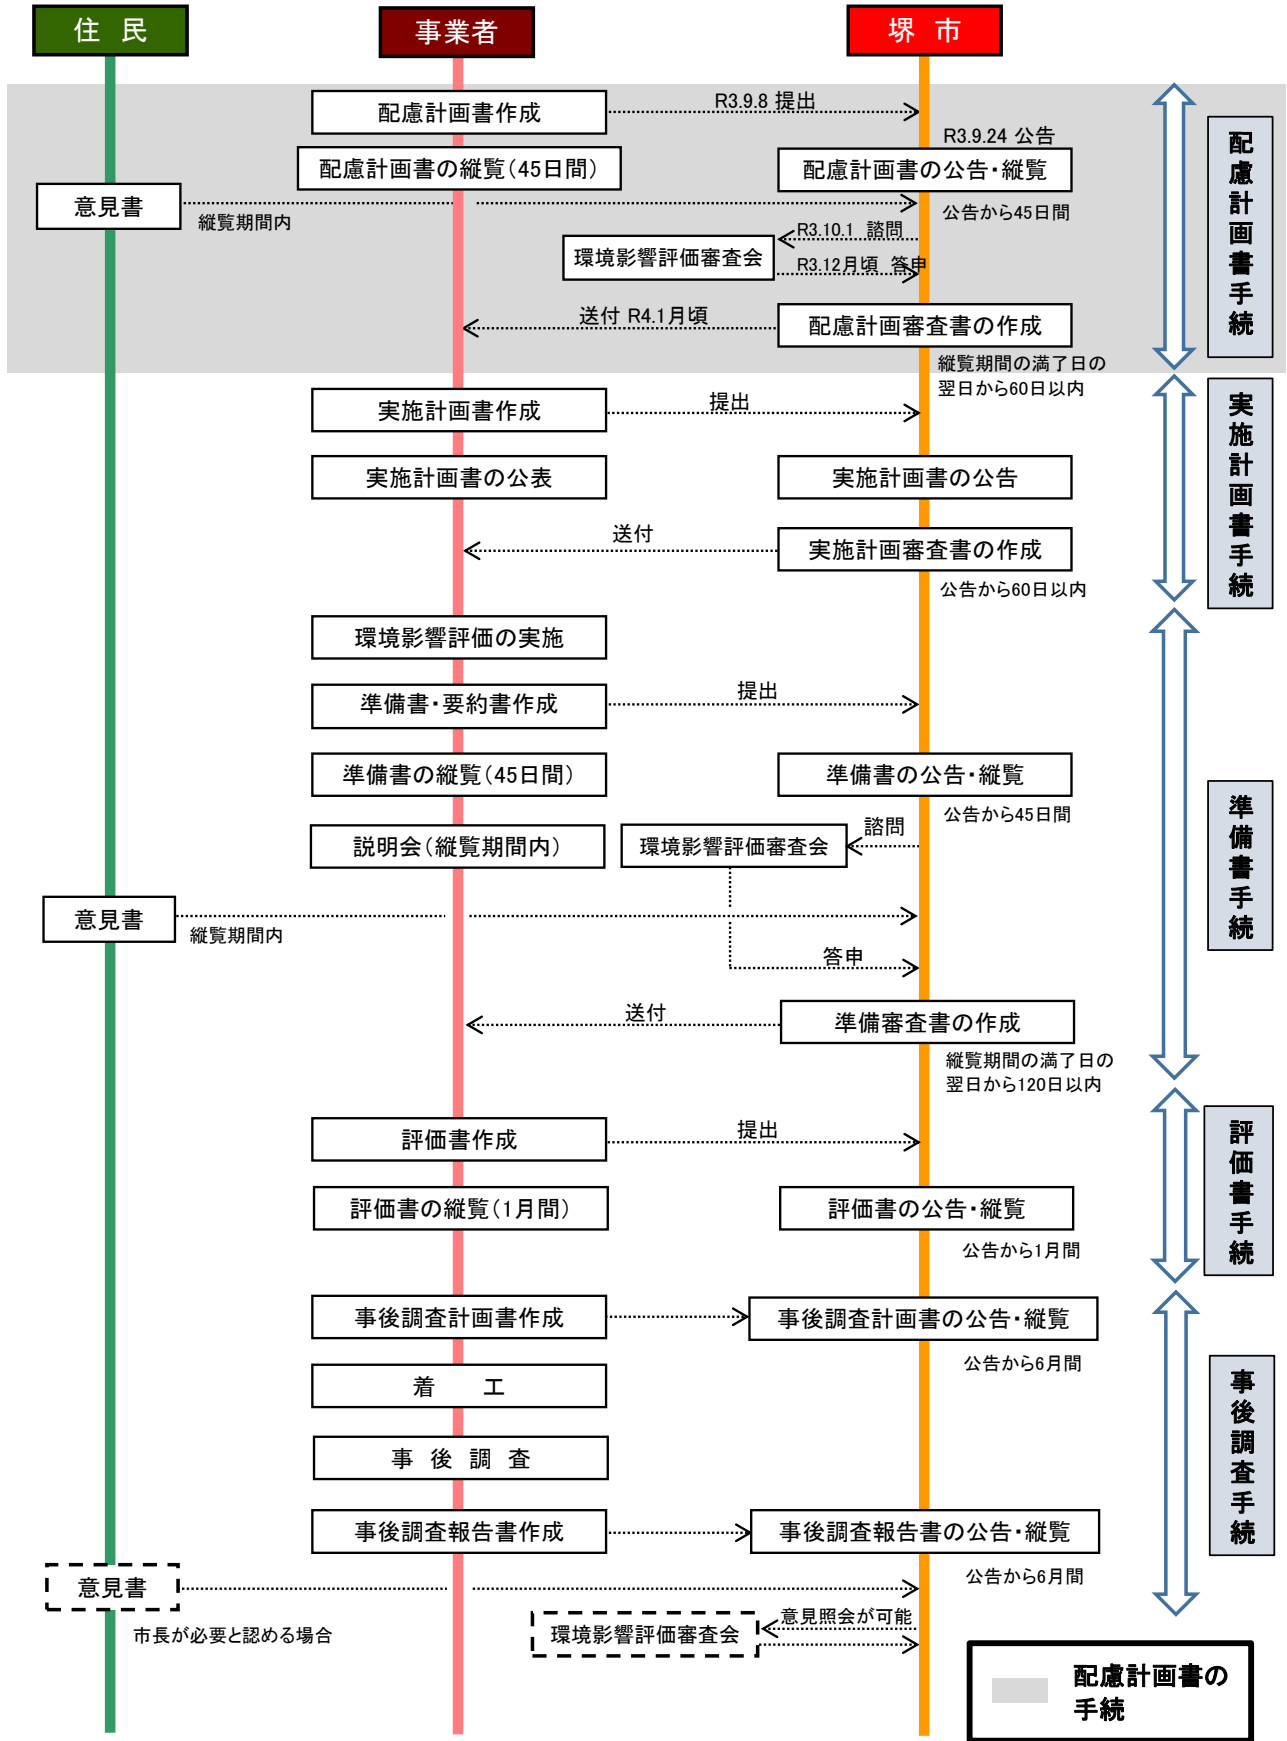 住 民
事業者
堺 市
配慮計画書作成
R3.9.8 提出
R3.9.24 公告
配慮計画書の縦覧(45日間)
配慮計画書の公告・縦覧
意見書
縦覧期間内
公告から45日間
R3.10.1 諮問
環境影響評価審査会
R3.12月頃 答申
送付 R4.1月頃
配慮計画審査書の作成
縦覧期間の満了日の
翌日から60日以内
配慮計画書手続
実施計画書作成
提出
実施計画書の公表
実施計画書の公告
送付
実施計画審査書の作成
公告から60日以内
実施計画書手続
環境影響評価の実施
準備書・要約書作成
提出
準備書の縦覧(45日間)
準備書の公告・縦覧
公告から45日間
説明会(縦覧期間内)
環境影響評価審査会
諮問
意見書
縦覧期間内
答申
送付
準備審査書の作成
縦覧期間の満了日の
翌日から120日以内
準備書手続
評価書作成
提出
評価書の縦覧(1月間)
評価書の公告・縦覧
公告から1月間
評価書手続
事後調査計画書作成
事後調査計画書の公告・縦覧
公告から6月間
着 工
事 後 調 査
事後調査報告書作成
事後調査報告書の公告・縦覧
公告から6月間
意見書
市長が必要と認める場合
意見照会が可能
環境影響評価審査会
事後調査手続
配慮計画書の
手続